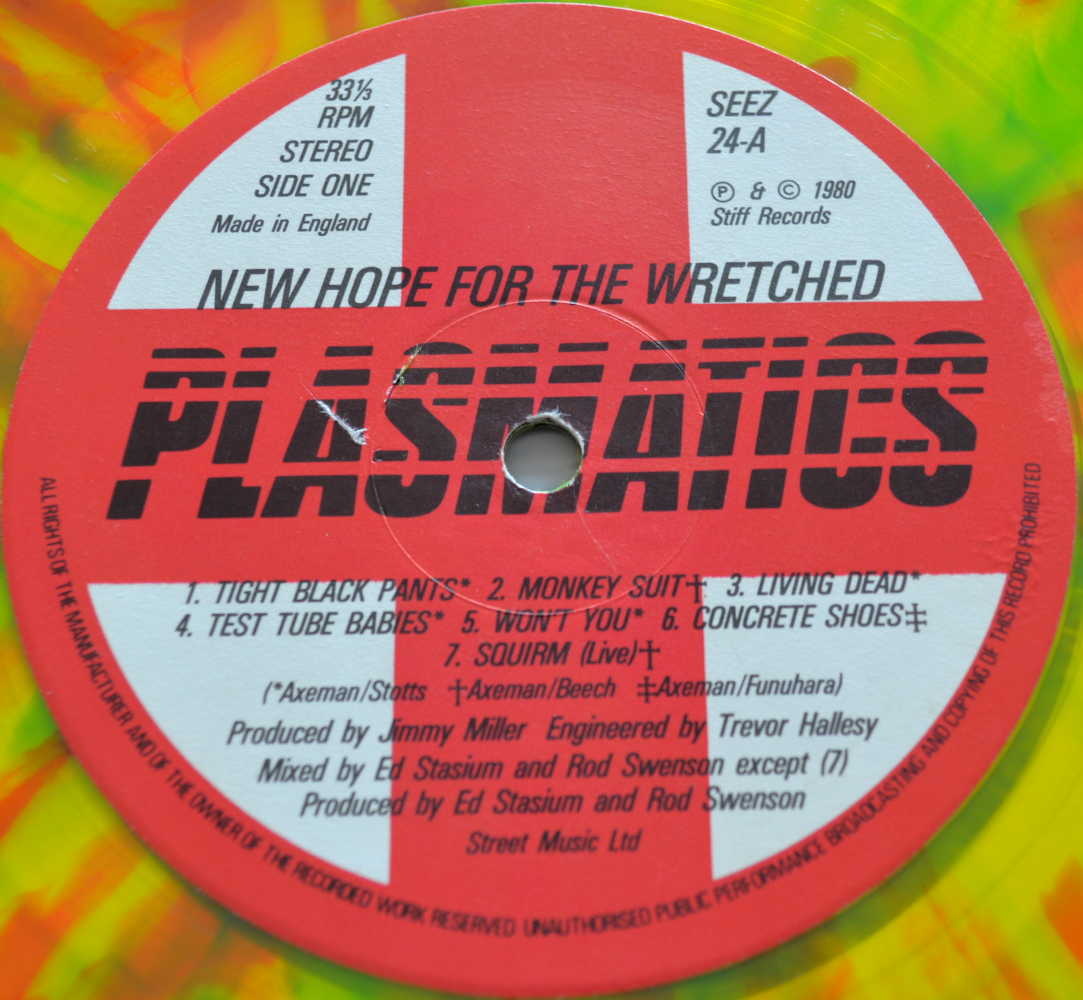 33⅓
RPM
STEREO
SIDE ONE
Made in England
SEEZ
24-A
Ⓟ & © 1980
Stiff Records
NEW HOPE FOR THE WRETCHED
PLASMATICS
1. TIGHT BLACK PANTS* 2. MONKEY SUIT† 3. LIVING DEAD*
4. TEST TUBE BABIES* 5. WON'T YOU* 6. CONCRETE SHOES‡
7. SQUIRM (Live)†
(*Axeman/Stotts †Axeman/Beech ‡Axeman/Funuhara)
Produced by Jimmy Miller Engineered by Trevor Hallesy
Mixed by Ed Stasium and Rod Swenson except (7)
Produced by Ed Stasium and Rod Swenson
Street Music Ltd
ALL RIGHTS OF THE MANUFACTURER AND OF THE OWNER OF THE RECORDED WORK RESERVED UNAUTHORISED PUBLIC PERFORMANCE BROADCASTING AND COPYING OF THIS RECORD PROHIBITED